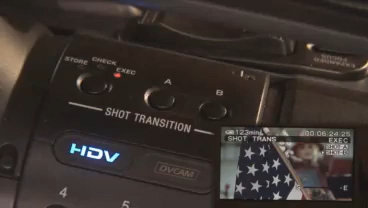 STORE
CHECK
EXEC
A
B
SHOT TRANSITION
HDV
DVCAM
4
5
123min
00:06:24:25
SHOT TRANS
EXEC
-E